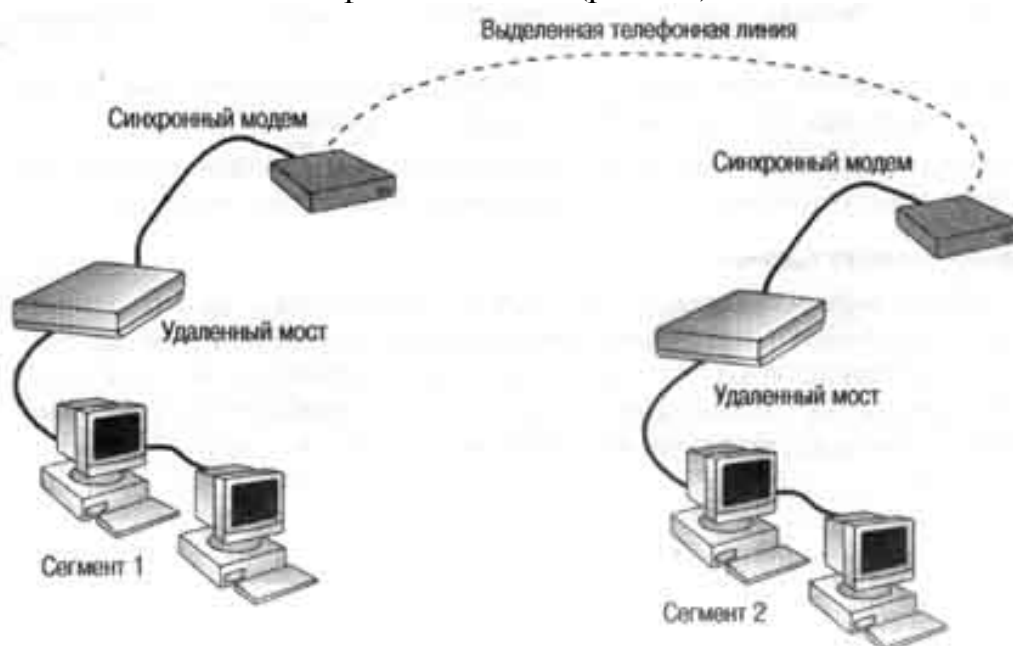 Выделенная телефонная линия
Синхронный модем
Синхронный модем
Удаленный мост
Удаленный мост
Сегмент 1
Сегмент 2